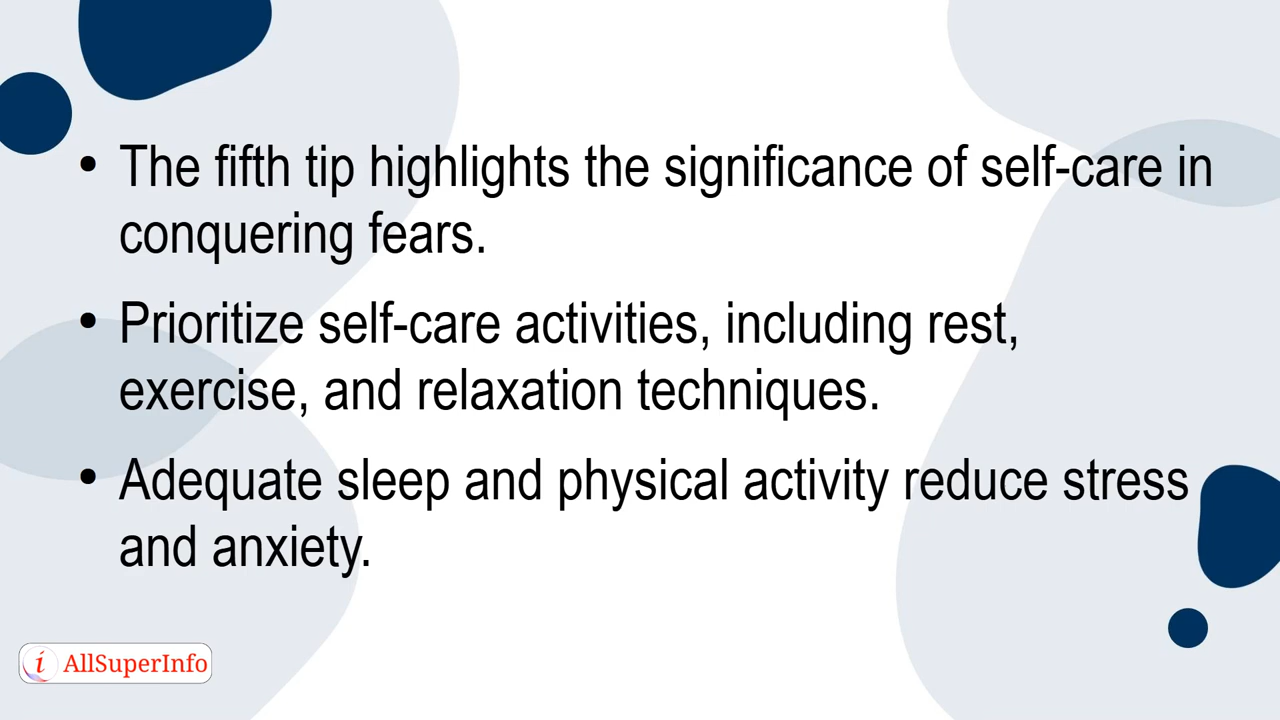 • The fifth tip highlights the significance of self-care in
conquering fears.
• Prioritize self-care activities, including rest,
exercise, and relaxation techniques.
• Adequate sleep and physical activity reduce stress
and anxiety.
i AllSuperInfo